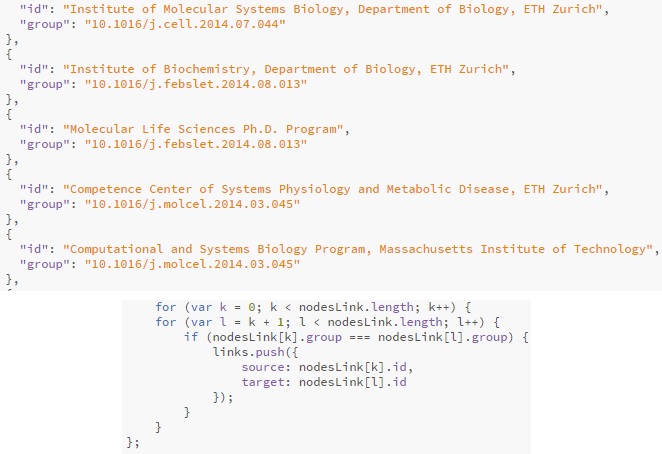 "id": "Institute of Molecular Systems Biology, Department of Biology, ETH Zurich",
"group": "10.1016/j.cell.2014.07.044"
},
{
"id": "Institute of Biochemistry, Department of Biology, ETH Zurich",
"group": "10.1016/j.febslet.2014.08.013"
},
{
"id": "Molecular Life Sciences Ph.D. Program",
"group": "10.1016/j.febslet.2014.08.013"
},
{
"id": "Competence Center of Systems Physiology and Metabolic Disease, ETH Zurich",
"group": "10.1016/j.molcel.2014.03.045"
},
{
"id": "Computational and Systems Biology Program, Massachusetts Institute of Technology",
"group": "10.1016/j.molcel.2014.03.045"
},
for (var k = 0; k < nodesLink.length; k++) {
for (var l = k + 1; l < nodesLink.length; l++) {
if (nodesLink[k].group === nodesLink[l].group) {
links.push({
source: nodesLink[k].id,
target: nodesLink[l].id
});
}
}
};